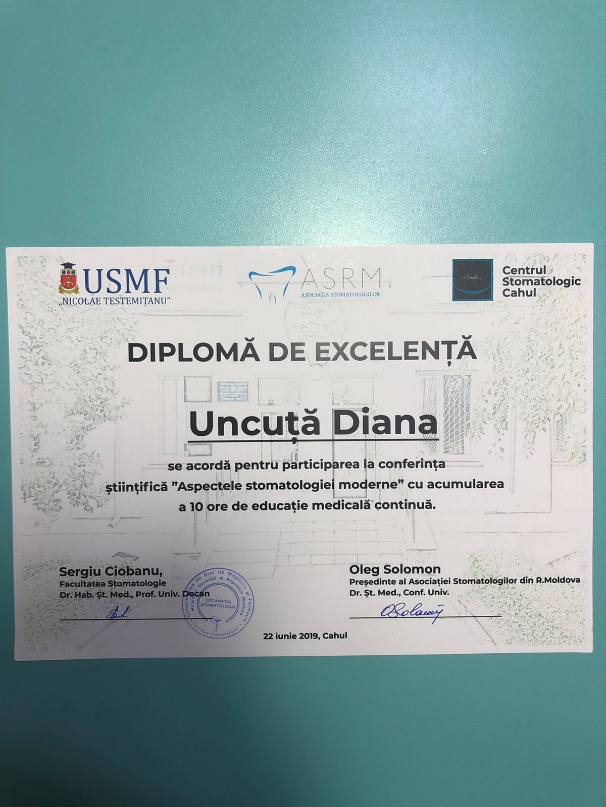 USMF
„NICOLAE TESTEMIȚANU"
ASRM
ASOCIAȚIA STOMATOLOGILOR
Centrul
Stomatologic
Cahul
DIPLOMĂ DE EXCELENȚĂ
Uncuță Diana
se acordă pentru participarea la conferința
științifică ”Aspectele stomatologiei moderne” cu acumularea
a 10 ore de educație medicală continuă.
Sergiu Ciobanu,
Facultatea Stomatologie
Dr. Hab. Șt. Med., Prof. Univ. Decan
DECANATUL
STOMATOLOGIE
Oleg Solomon
Președinte al Asociației Stomatologilor din R.Moldova
Dr. Șt. Med., Conf. Univ.
22 iunie 2019, Cahul